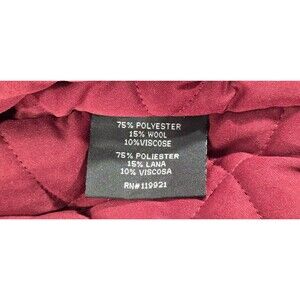 75% POLYESTER
15% WOOL
10%VISCOSE
75% POLIESTER
15% LANA
10% VISCOSA
RN#119921